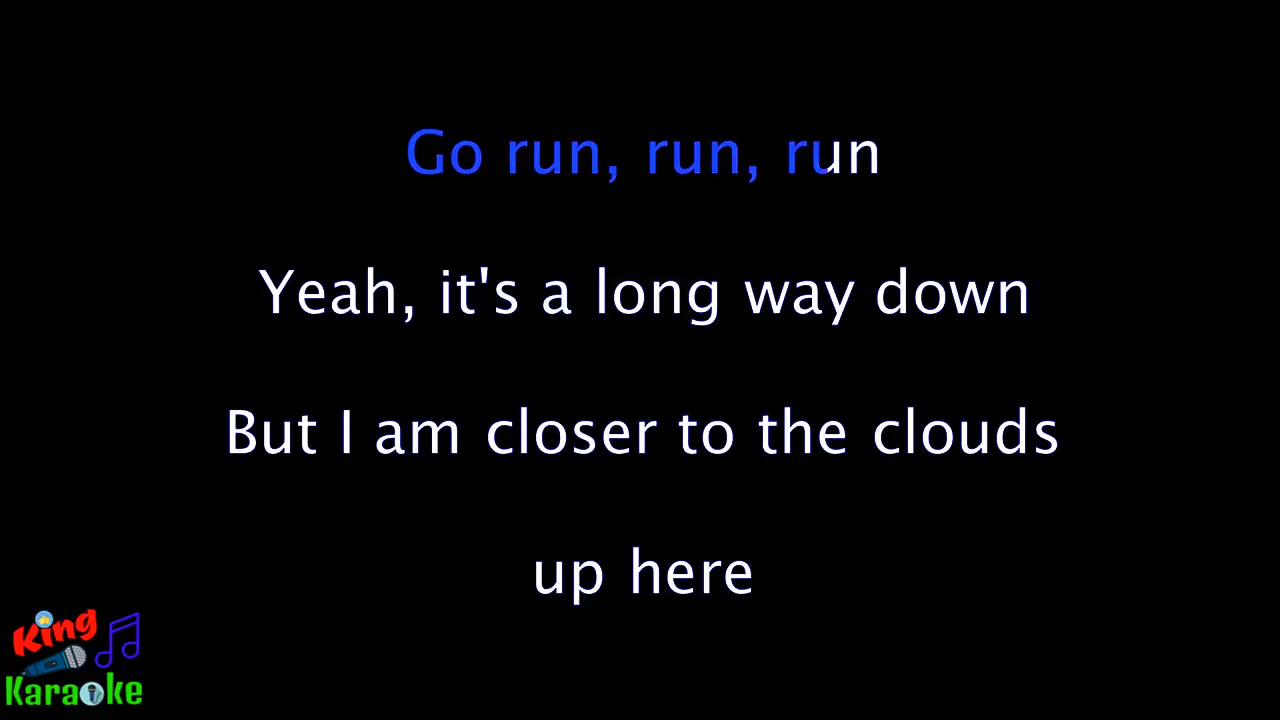 Go run, run, run
Yeah, it's a long way down
But I am closer to the clouds
up here
King
Karaoke